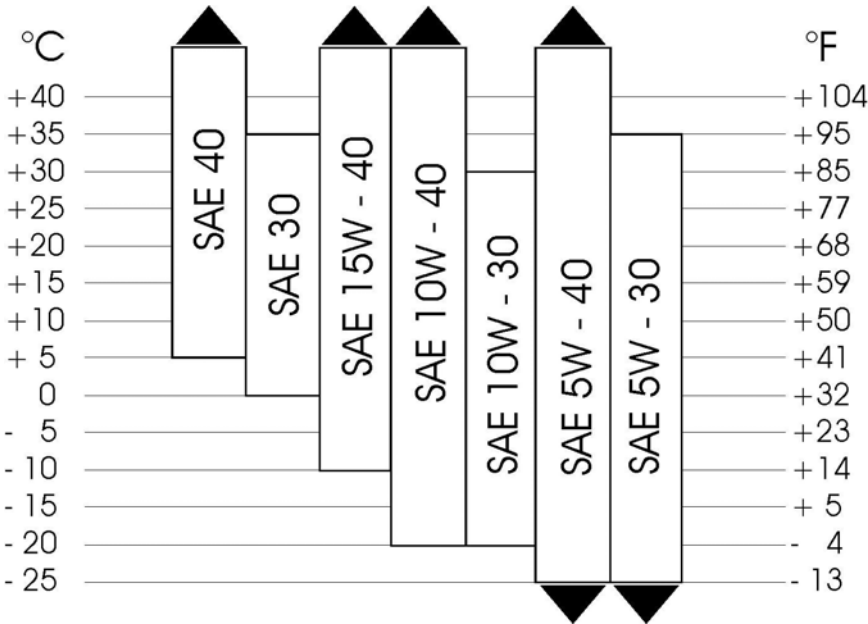 °C °F
+40 +104
+35 +95
+30 +85
+25 +77
+20 +68
+15 +59
+10 +50
+ 5 +41
0 +32
- 5 +23
- 10 +14
- 15 + 5
- 20 - 4
- 25 - 13
SAE 40
SAE 30
SAE 15W - 40
SAE 10W - 40
SAE 10W - 30
SAE 5W - 40
SAE 5W - 30